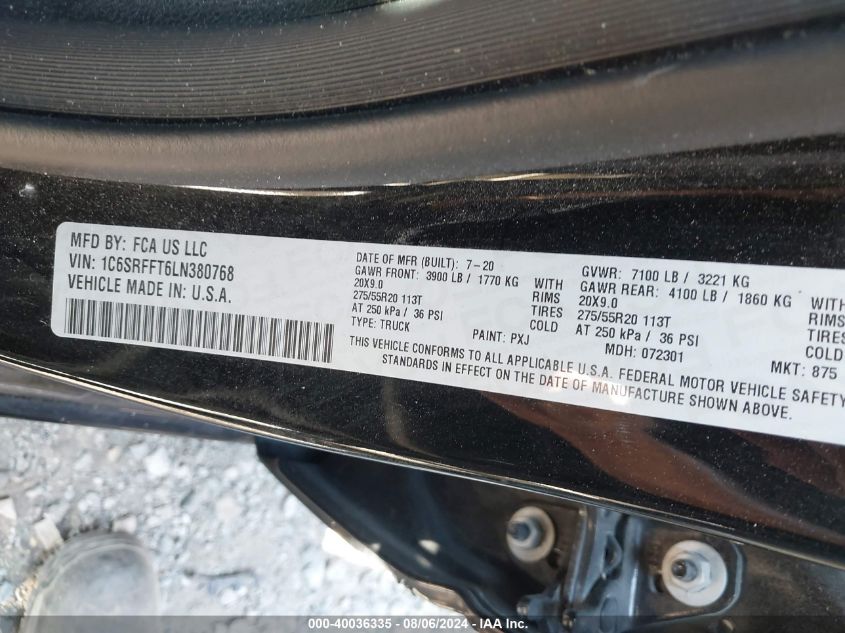 MFD BY: FCA US LLC
VIN: 1C6SRFFT6LN380768
VEHICLE MADE IN: U.S.A.
DATE OF MFR (BUILT): 7-20
GAWR FRONT: 3900 LB / 1770 KG WITH
20X9.0 RIMS
275/55R20 113T TIRES
AT 250 kPa / 36 PSI COLD
TYPE: TRUCK PAINT: PXJ
GVWR: 7100 LB / 3221 KG
GAWR REAR: 4100 LB / 1860 KG WITH
20X9.0 RIMS
275/55R20 113T TIRES
AT 250 kPa / 36 PSI COLD
MDH: 072301 MKT: 875
THIS VEHICLE CONFORMS TO ALL APPLICABLE U.S.A. FEDERAL MOTOR VEHICLE SAFETY
STANDARDS IN EFFECT ON THE DATE OF MANUFACTURE SHOWN ABOVE.
000-40036335 - 08/06/2024 - IAA Inc.